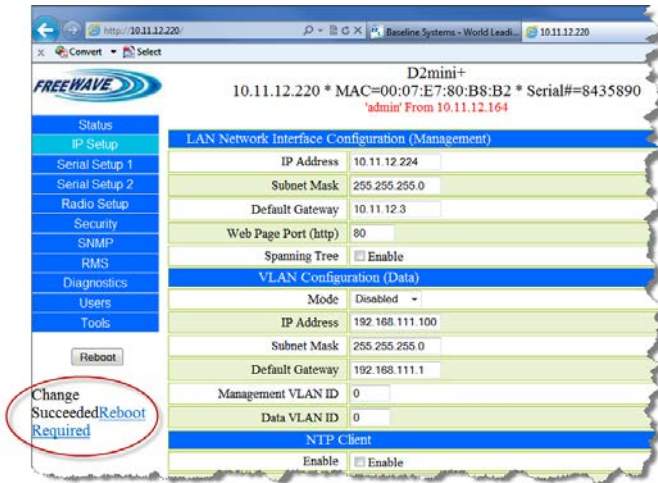 http://10.11.12.220/
Baseline Systems - World Leadi...
10.11.12.220
x Convert Select
FREEWAVE
D2mini+
10.11.12.220 * MAC=00:07:E7:80:B8:B2 * Serial#=8435890
'admin' From 10.11.12.164
Status
IP Setup
Serial Setup 1
Serial Setup 2
Radio Setup
Security
SNMP
RMS
Diagnostics
Users
Tools
Reboot
Change
SucceededReboot
Required
LAN Network Interface Configuration (Management)
IP Address 10.11.12.224
Subnet Mask 255.255.255.0
Default Gateway 10.11.12.3
Web Page Port (http) 80
Spanning Tree Enable
VLAN Configuration (Data)
Mode Disabled
IP Address 192.168.111.100
Subnet Mask 255.255.255.0
Default Gateway 192.168.111.1
Management VLAN ID 0
Data VLAN ID 0
NTP Client
Enable Enable